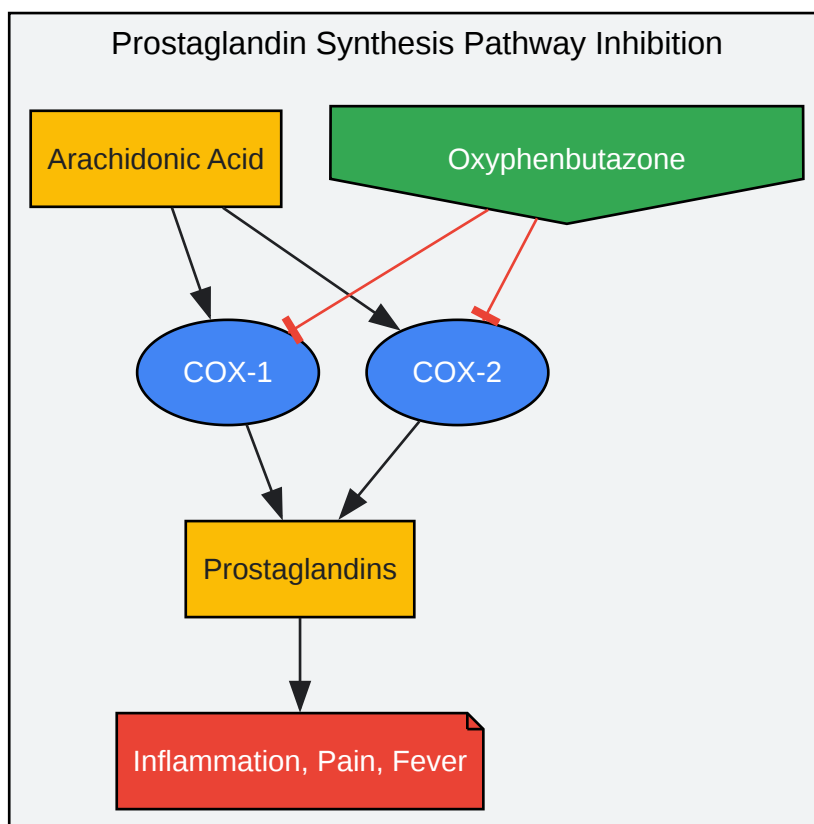 Prostaglandin Synthesis Pathway Inhibition
Arachidonic Acid
Oxyphenbutazone
COX-1
COX-2
Prostaglandins
Inflammation, Pain, Fever